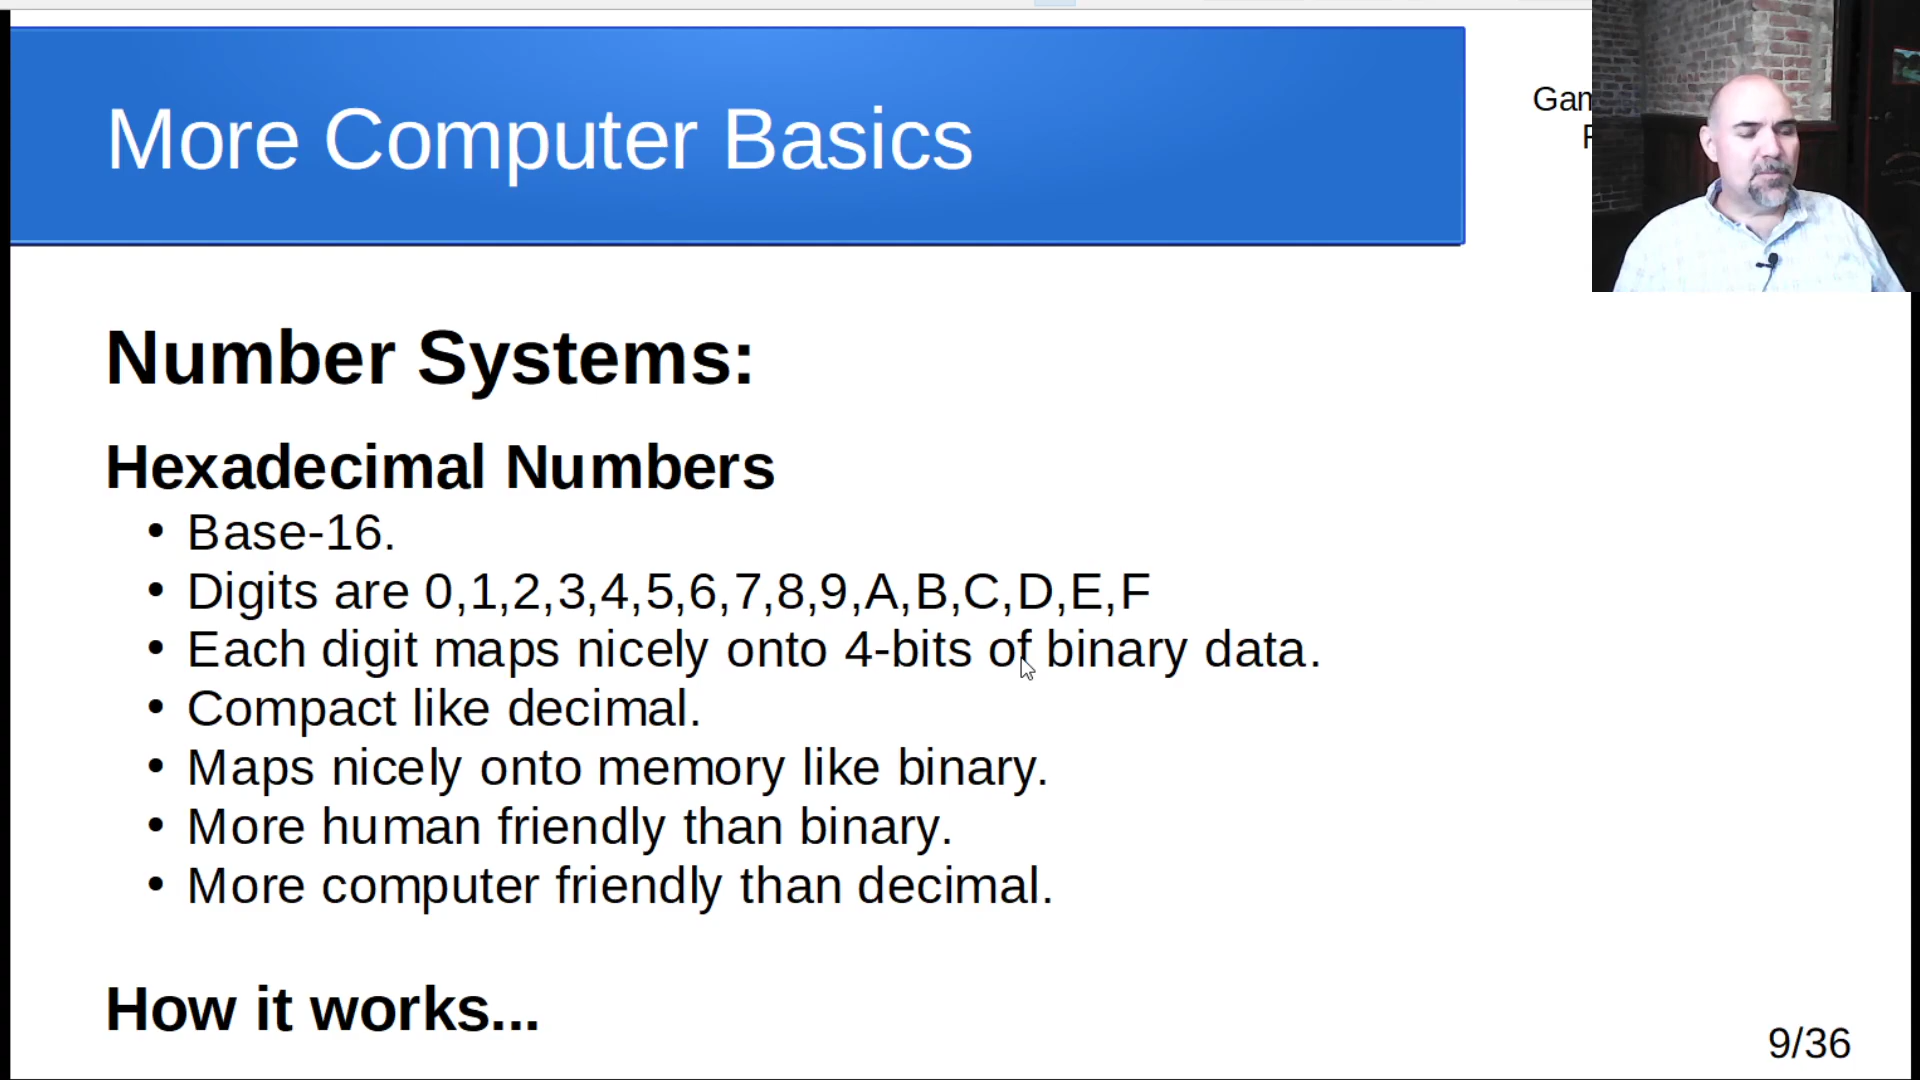 More Computer Basics
Number Systems:
Hexadecimal Numbers
• Base-16.
• Digits are 0,1,2,3,4,5,6,7,8,9,A,B,C,D,E,F
• Each digit maps nicely onto 4-bits of binary data.
• Compact like decimal.
• Maps nicely onto memory like binary.
• More human friendly than binary.
• More computer friendly than decimal.
How it works...
9/36